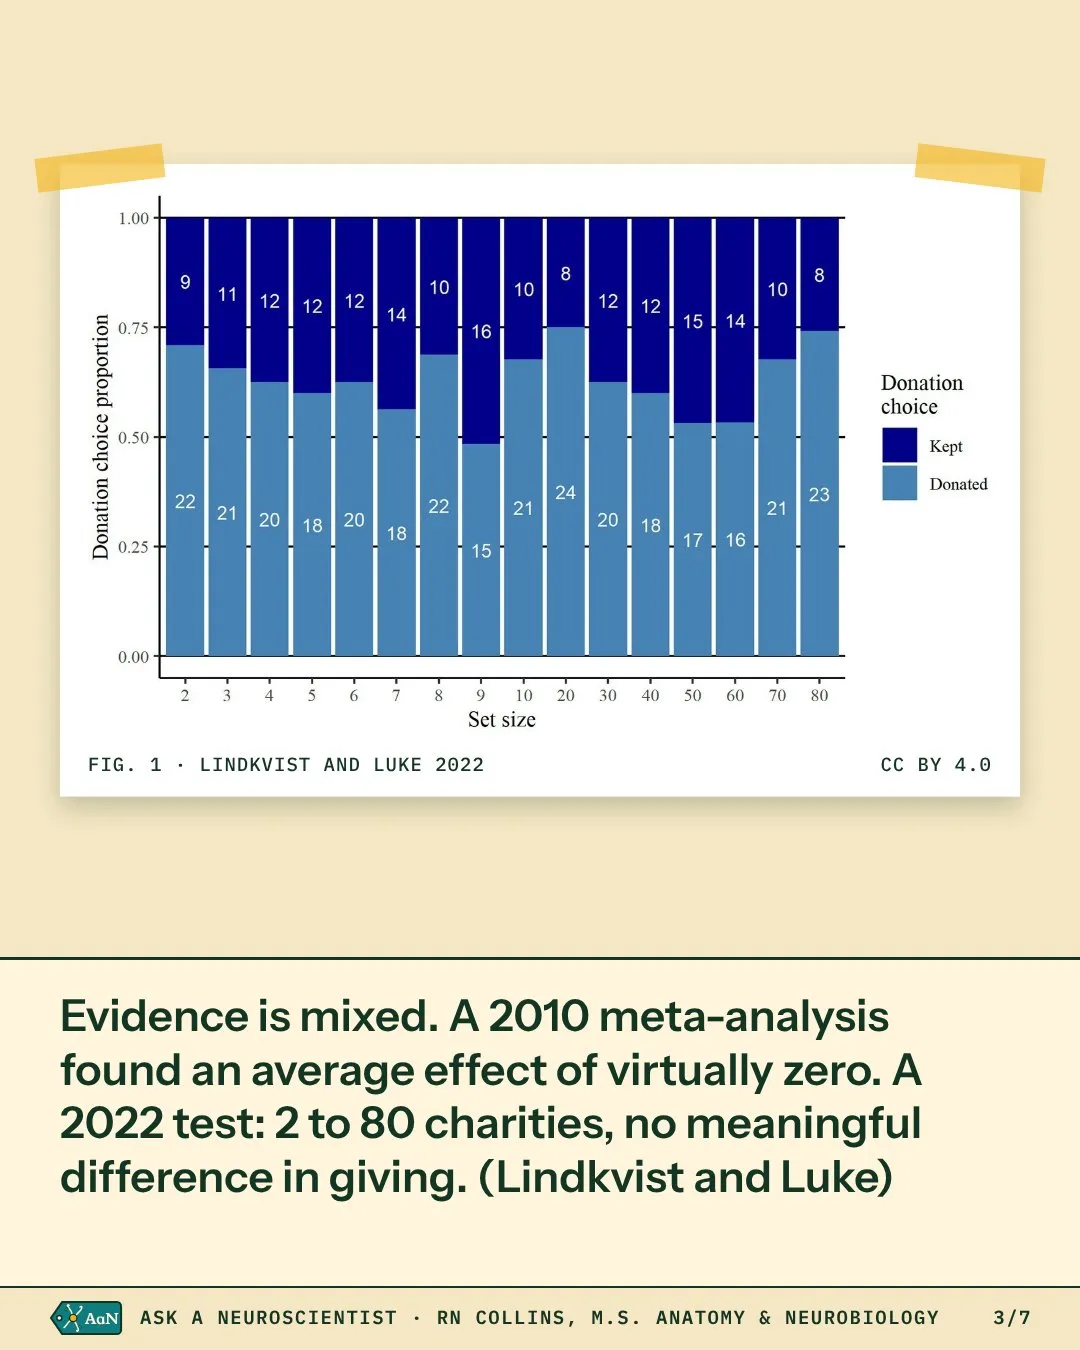 1.00
0.75
0.50
0.25
0.00
Donation choice proportion
9 11 12 12 12 14 10 16 10 8 12 12 15 14 10 8
22 21 20 18 20 18 22 15 21 24 20 18 17 16 21 23
2 3 4 5 6 7 8 9 10 20 30 40 50 60 70 80
Set size
Donation
choice
Kept
Donated
FIG. 1 · LINDKVIST AND LUKE 2022
CC BY 4.0
Evidence is mixed. A 2010 meta-analysis
found an average effect of virtually zero. A
2022 test: 2 to 80 charities, no meaningful
difference in giving. (Lindkvist and Luke)
AaN
ASK A NEUROSCIENTIST · RN COLLINS, M.S. ANATOMY & NEUROBIOLOGY
3/7